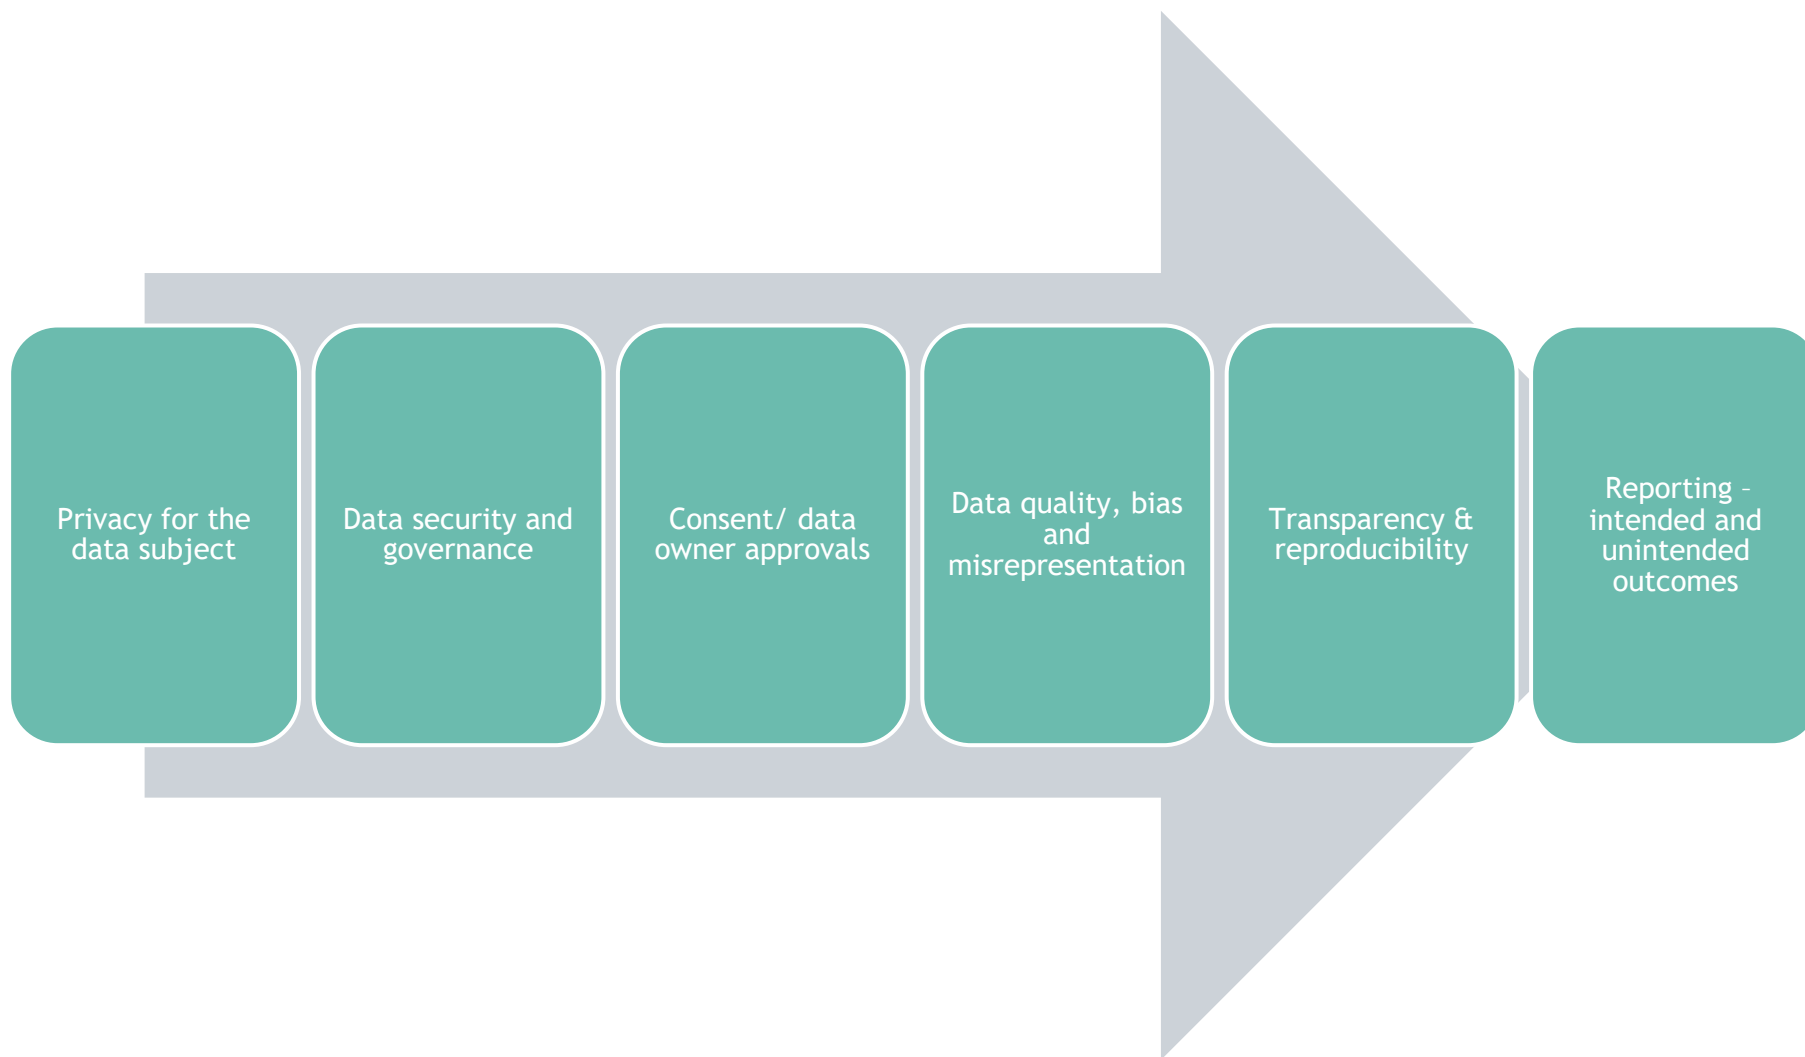 Privacy for the
data subject
Data security and
governance
Consent/ data
owner approvals
Data quality, bias
and
misrepresentation
Transparency &
reproducibility
Reporting –
intended and
unintended
outcomes